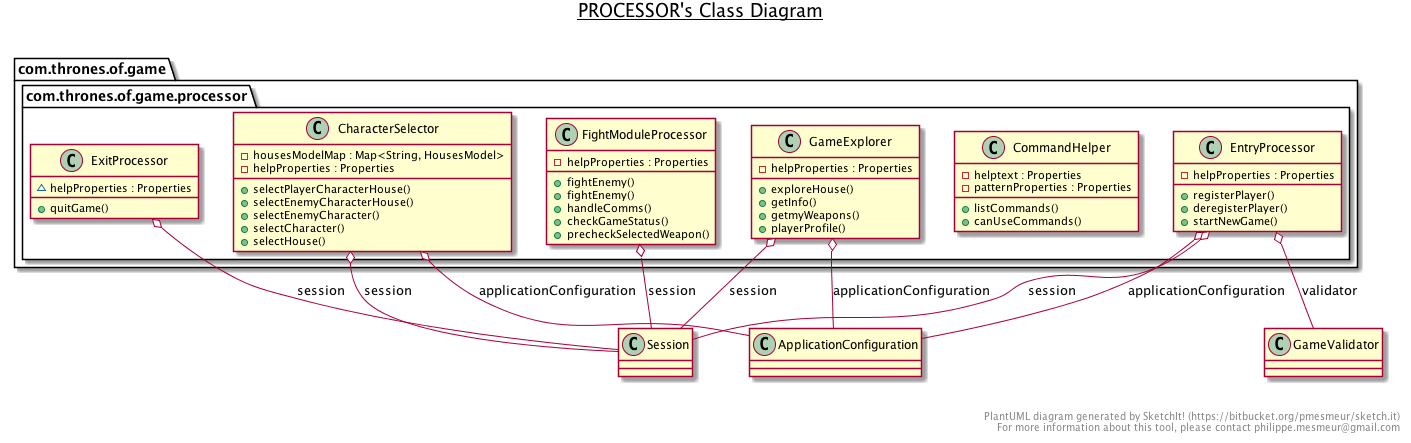 PROCESSOR's Class Diagram
com.thrones.of.game
com.thrones.of.game.processor
C ExitProcessor
helpProperties : Properties
quitGame()
C CharacterSelector
housesModelMap : Map<String, HousesModel>
helpProperties : Properties
selectPlayerCharacterHouse()
selectEnemyCharacterHouse()
selectEnemyCharacter()
selectCharacter()
selectHouse()
C FightModuleProcessor
helpProperties : Properties
fightEnemy()
fightEnemy()
handleComms()
checkGameStatus()
precheckSelectedWeapon()
C GameExplorer
helpProperties : Properties
exploreHouse()
getInfo()
getmyWeapons()
playerProfile()
C CommandHelper
helptext : Properties
patternProperties : Properties
listCommands()
canUseCommands()
C EntryProcessor
helpProperties : Properties
registerPlayer()
deregisterPlayer()
startNewGame()
session
session
applicationConfiguration
session
session
applicationConfiguration
session
applicationConfiguration
validator
C Session
C ApplicationConfiguration
C GameValidator
PlantUML diagram generated by SketchIt! (https://bitbucket.org/pmesmeur/sketch.it)
For more information about this tool, please contact philippe.mesmeur@gmail.com